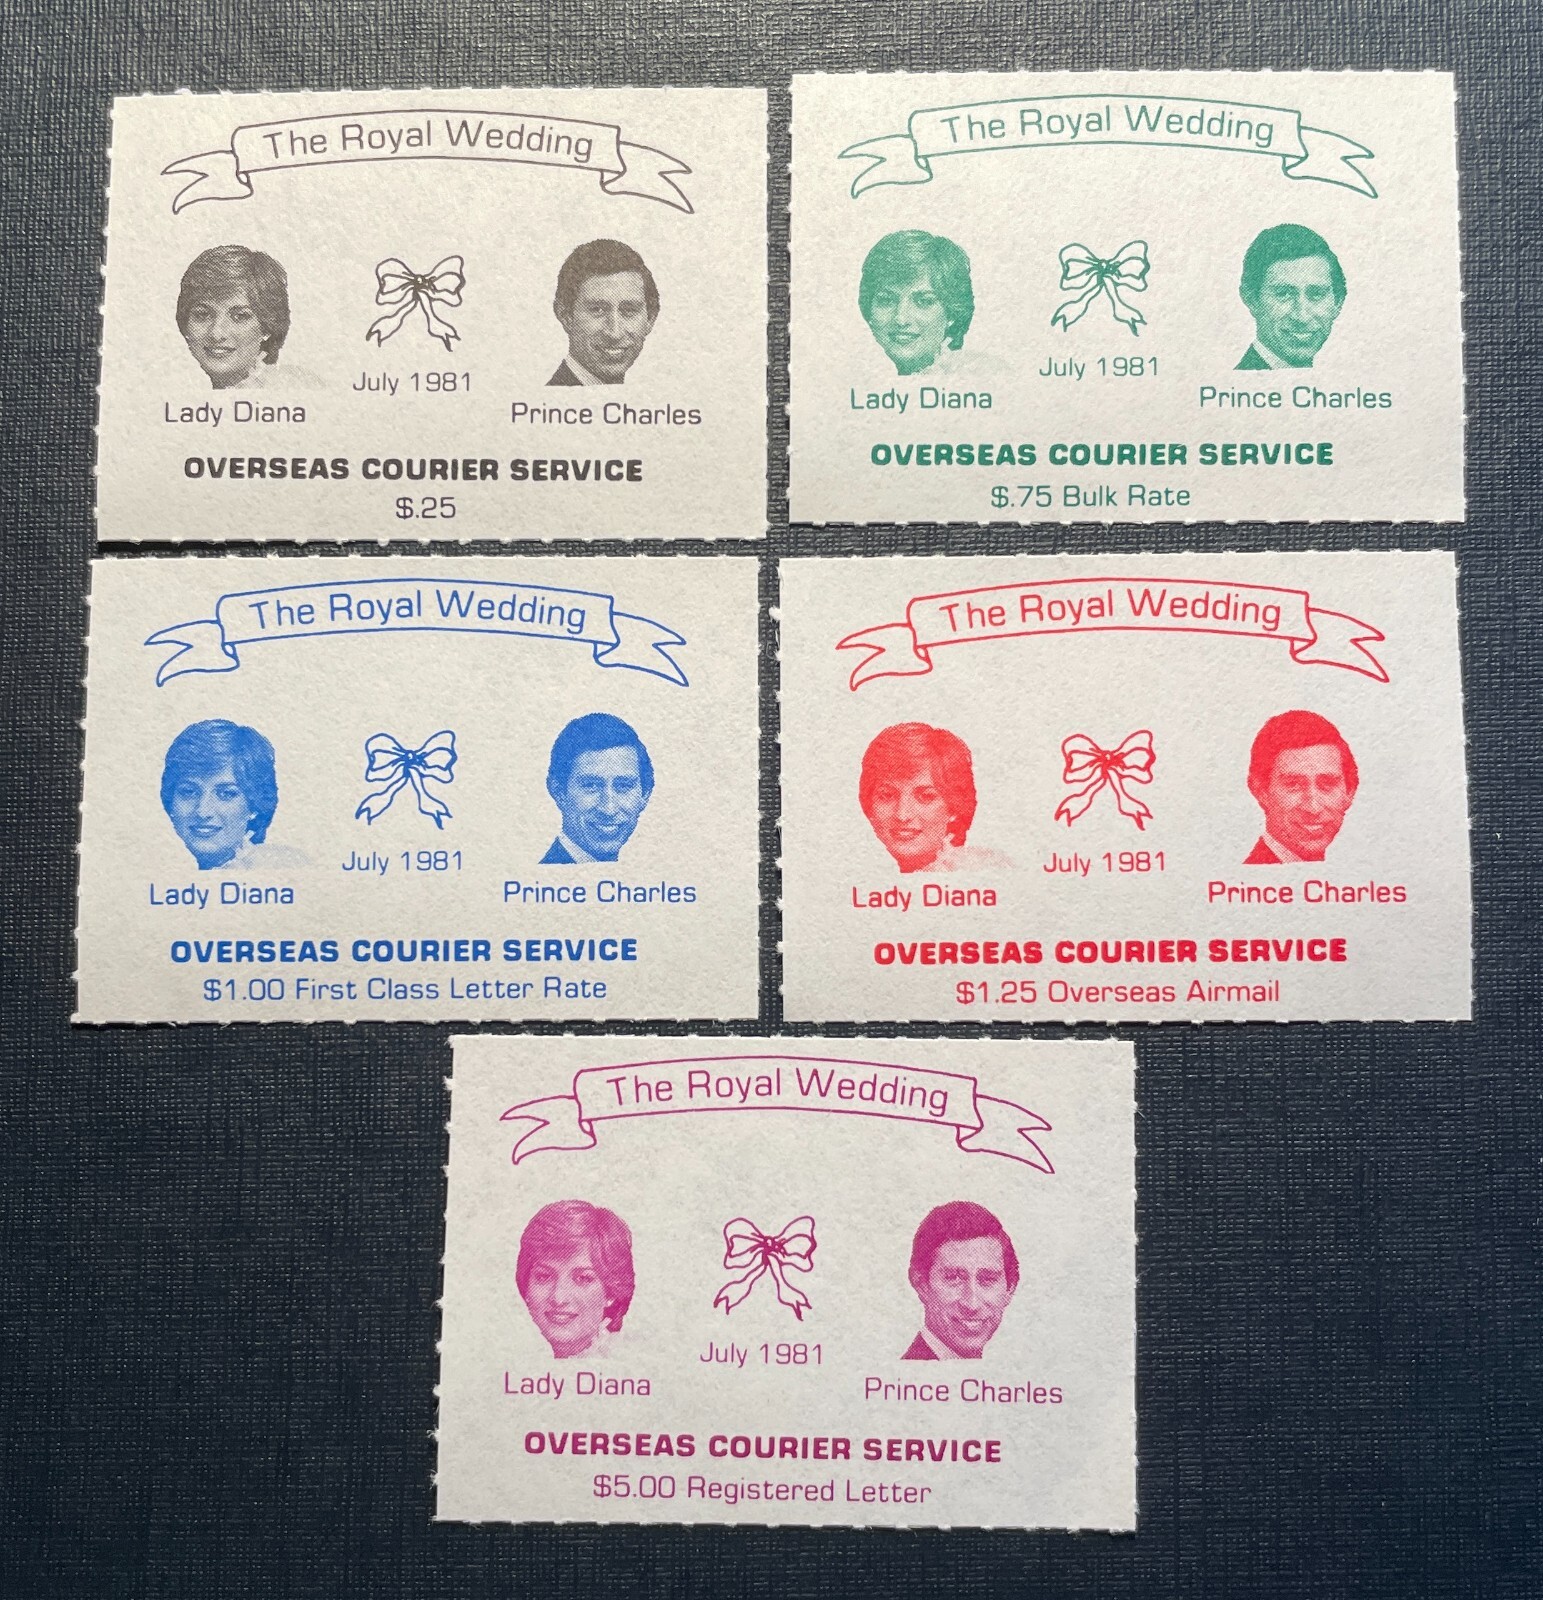 The Royal Wedding
July 1981
Lady Diana
Prince Charles
OVERSEAS COURIER SERVICE
$.25
The Royal Wedding
July 1981
Lady Diana
Prince Charles
OVERSEAS COURIER SERVICE
$.75 Bulk Rate
The Royal Wedding
July 1981
Lady Diana
Prince Charles
OVERSEAS COURIER SERVICE
$1.00 First Class Letter Rate
The Royal Wedding
July 1981
Lady Diana
Prince Charles
OVERSEAS COURIER SERVICE
$1.25 Overseas Airmail
The Royal Wedding
July 1981
Lady Diana
Prince Charles
OVERSEAS COURIER SERVICE
$5.00 Registered Letter